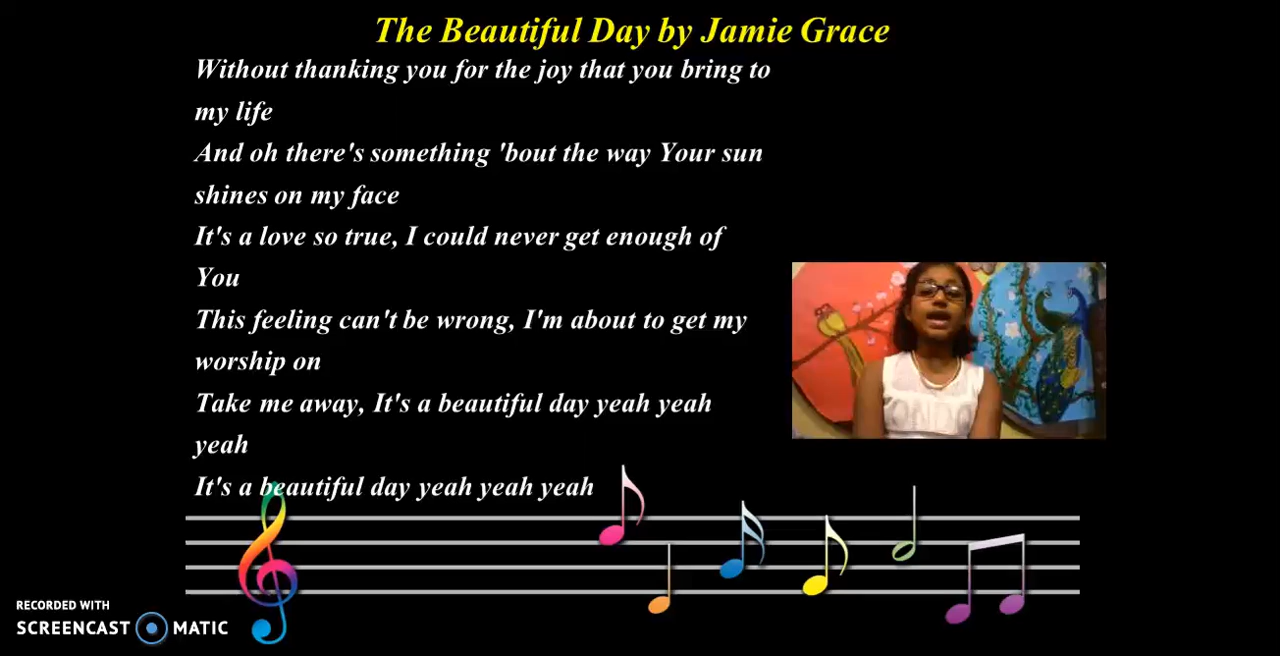 The Beautiful Day by Jamie Grace
Without thanking you for the joy that you bring to
my life
And oh there's something 'bout the way Your sun
shines on my face
It's a love so true, I could never get enough of
You
This feeling can't be wrong, I'm about to get my
worship on
Take me away, It's a beautiful day yeah yeah
yeah
It's a beautiful day yeah yeah yeah
RECORDED WITH
SCREENCAST MATIC